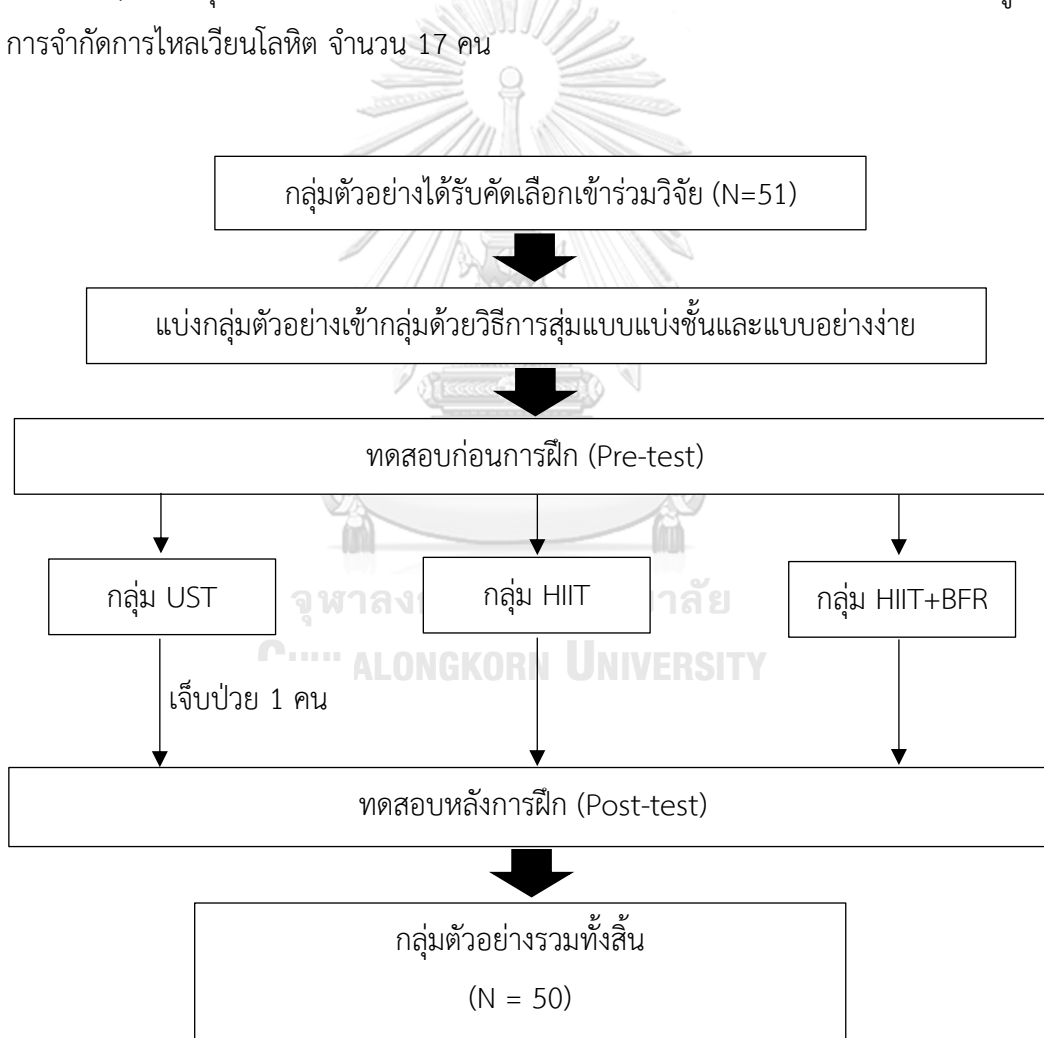 การจำกัดการไหลเวียนโลหิต จำนวน 17 คน
กลุ่มตัวอย่างได้รับคัดเลือกเข้าร่วมวิจัย (N=51)
แบ่งกลุ่มตัวอย่างเข้ากลุ่มด้วยวิธีการสุ่มแบบแบ่งชั้นและแบบอย่างง่าย
ทดสอบก่อนการฝึก (Pre-test)
กลุ่ม UST
กลุ่ม HIIT
กลุ่ม HIIT+BFR
ALONGKORN UNIVERSITY
เจ็บป่วย 1 คน
ทดสอบหลังการฝึก (Post-test)
กลุ่มตัวอย่างรวมทั้งสิ้น
(N = 50)